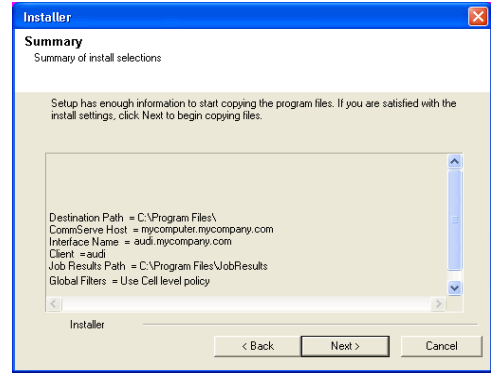 Installer
Summary
Summary of install selections
Setup has enough information to start copying the program files. If you are satisfied with the
install settings, click Next to begin copying files.
Destination Path = C:\Program Files\
CommServe Host = mycomputer.mycompany.com
Interface Name = audi.mycompany.com
Client =audi
Job Results Path = C:\Program Files\JobResults
Global Filters = Use Cell level policy
Installer
< Back
Next >
Cancel